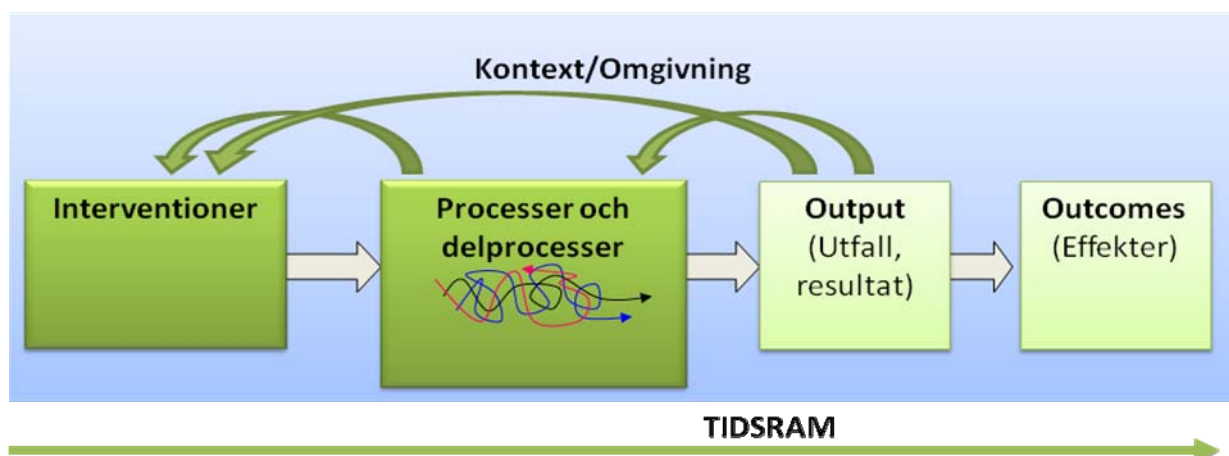 Kontext/Omgivning
Interventioner
Processer och
delprocesser
Output
(Utfall,
resultat)
Outcomes
(Effekter)
TIDSRAM